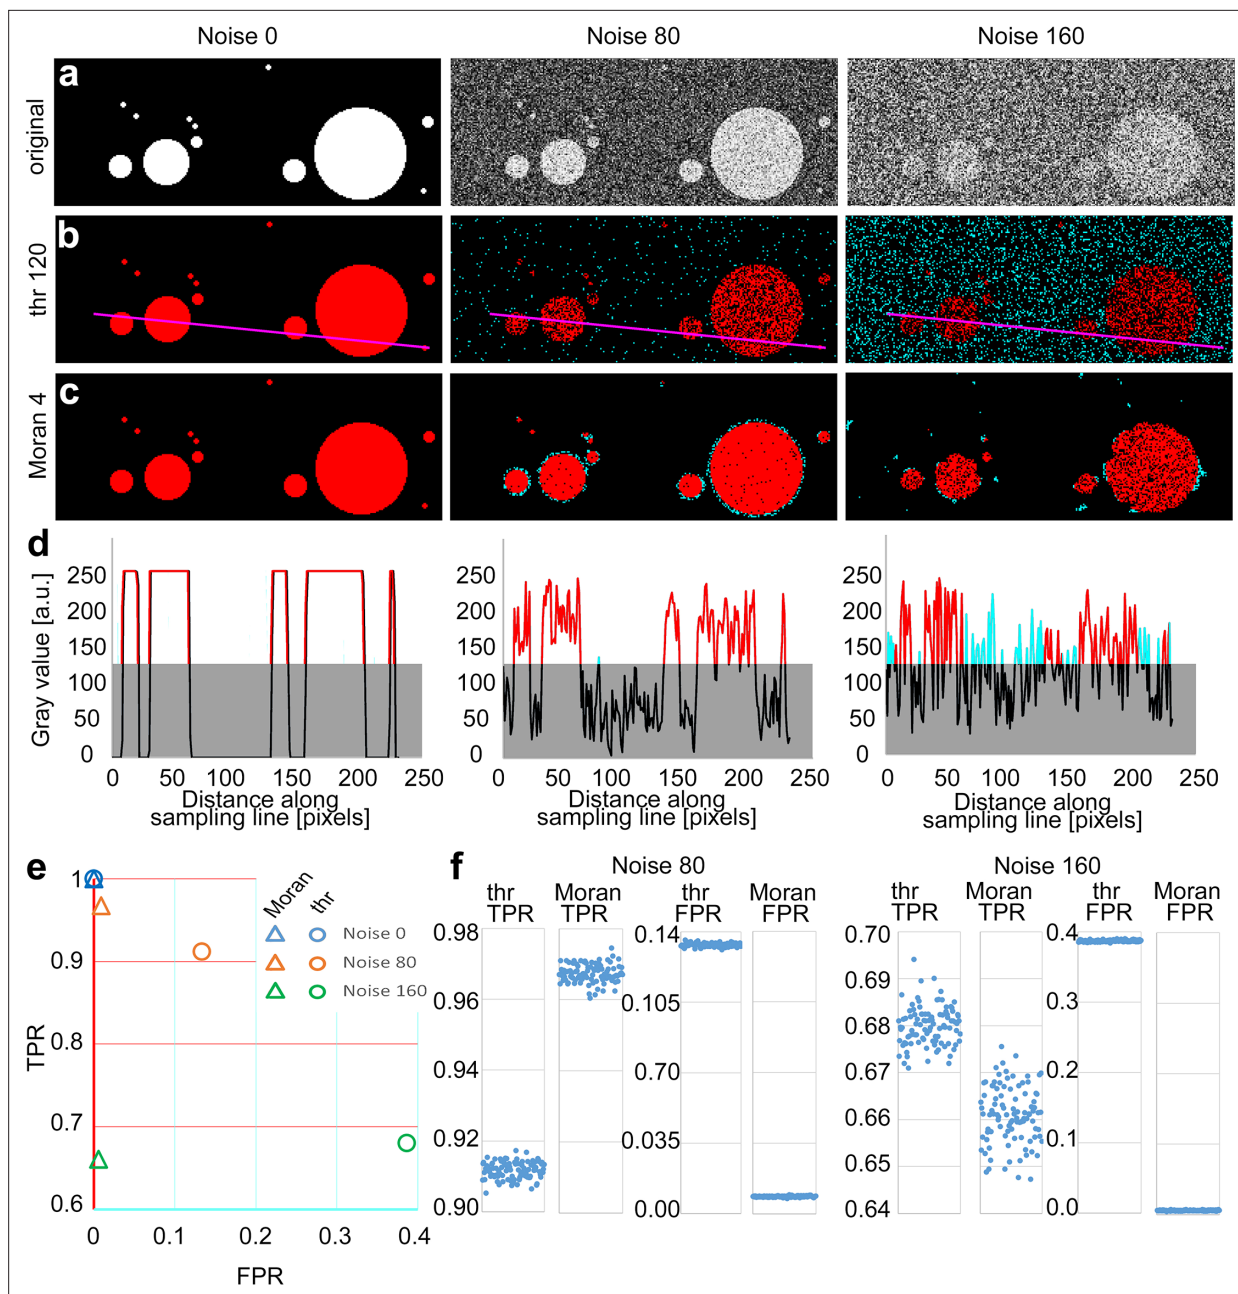 Noise 0 Noise 80 Noise 160
a
original
b
thr 120
c
Moran 4
d
Gray value [a.u.]
250
200
150
100
50
0
0 50 100 150 200 250
Distance along
sampling line [pixels]
250
200
150
100
50
0
0 50 100 150 200 250
Distance along
sampling line [pixels]
250
200
150
100
50
0
0 50 100 150 200 250
Distance along
sampling line [pixels]
e
TPR
1
0.9
0.8
0.7
0.6
0 0.1 0.2 0.3 0.4
FPR
Moran
thr
Noise 0
Noise 80
Noise 160
f
Noise 80
thr TPR
Moran TPR
thr FPR
Moran FPR
0.98
0.96
0.94
0.92
0.90
0.14
0.105
0.70
0.035
0.00
Noise 160
thr TPR
Moran TPR
thr FPR
Moran FPR
0.70
0.69
0.68
0.67
0.66
0.65
0.64
0.4
0.3
0.2
0.1
0.0